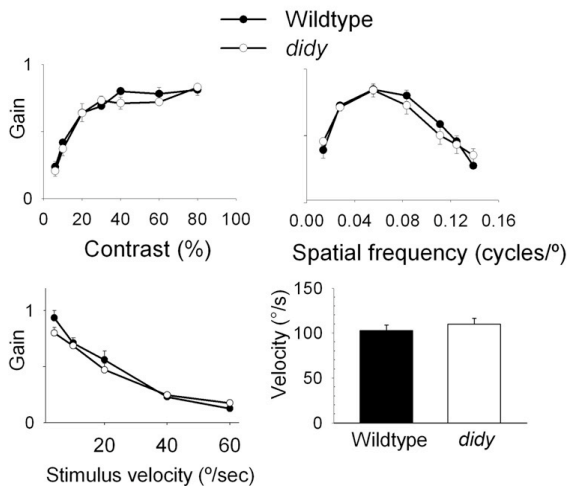 Wildtype
didy
1
Gain
0
0 20 40 60 80 100
Contrast (%)
0.00 0.04 0.08 0.12 0.16
Spatial frequency (cycles/º)
1
Gain
0
20 40 60
Stimulus velocity (º/sec)
150
100
50
0
Velocity (°/s)
Wildtype didy